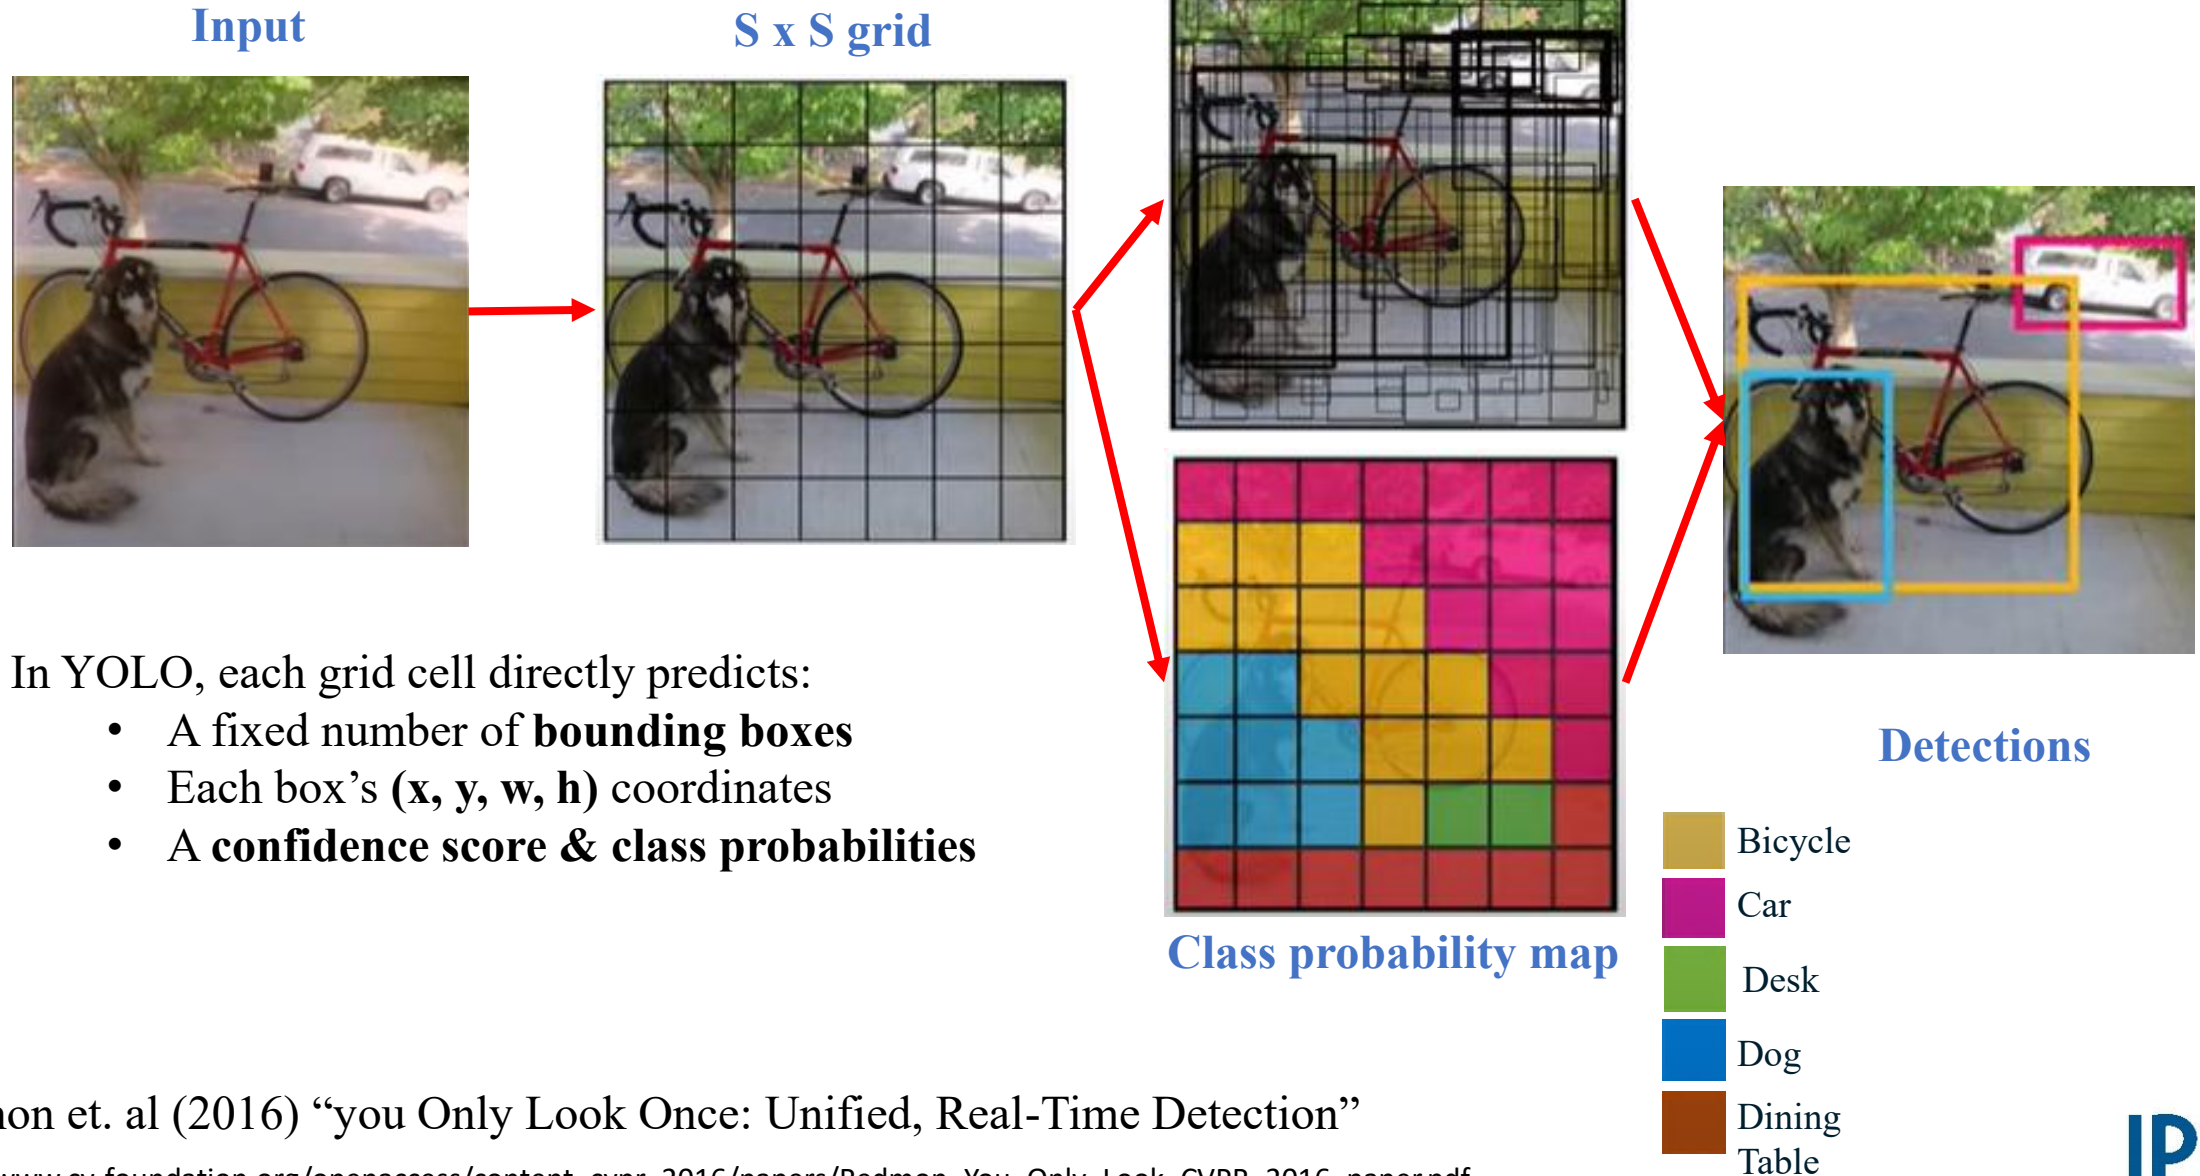 Input
S x S grid
In YOLO, each grid cell directly predicts:
• A fixed number of bounding boxes
• Each box’s (x, y, w, h) coordinates
• A confidence score & class probabilities
Class probability map
Detections
Bicycle
Car
Desk
Dog
Dining
Table
et. al (2016) “you Only Look Once: Unified, Real-Time Detection”
IP